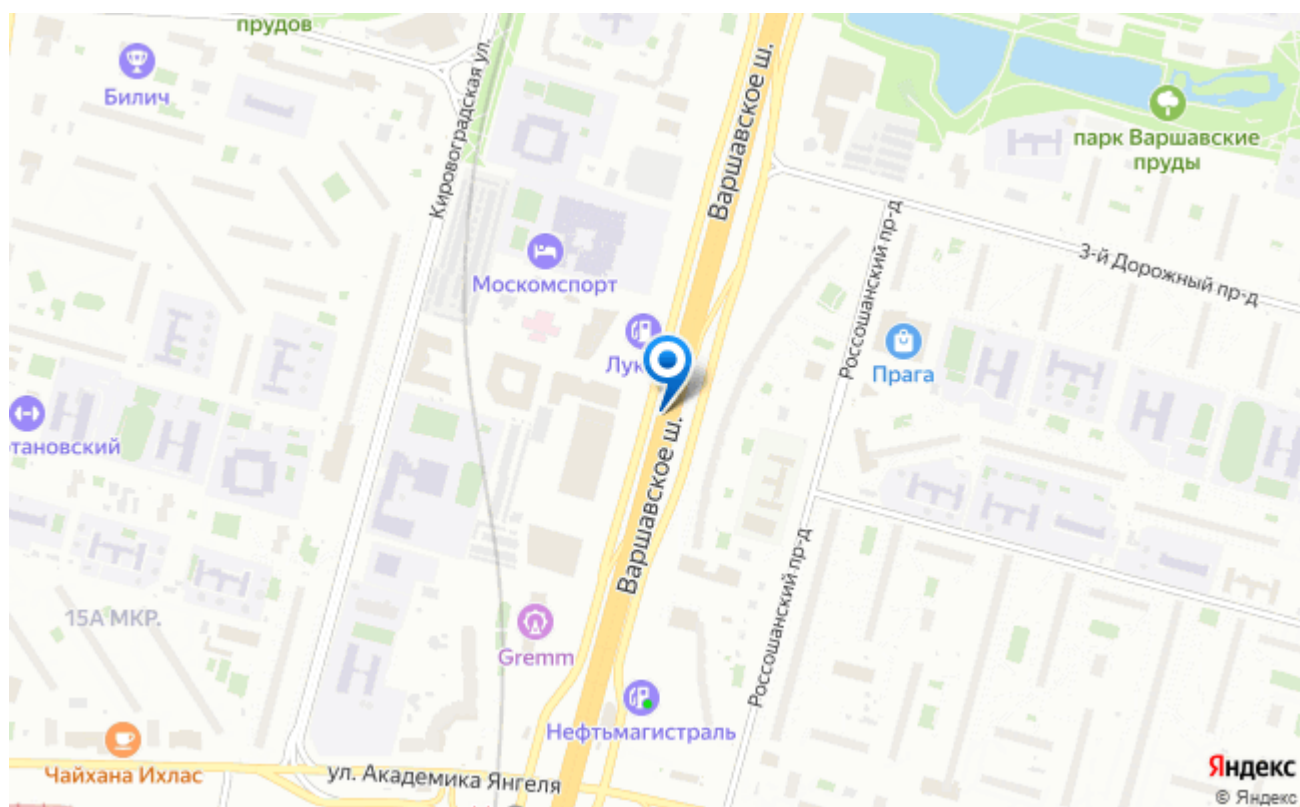 прудов
Билич
Кировоградская ул.
Варшавское ш.
парк Варшавские
пруды
3-й Дорожный пр-д
Россошанский пр-д
Москомспорт
Прага
тановский
Варшавское ш.
Россошанский пр-д
15А МКР.
Gremm
Нефтьмагистраль
Чайхана Ихлас
ул. Академика Янгеля
Яндекс
© Яндекс